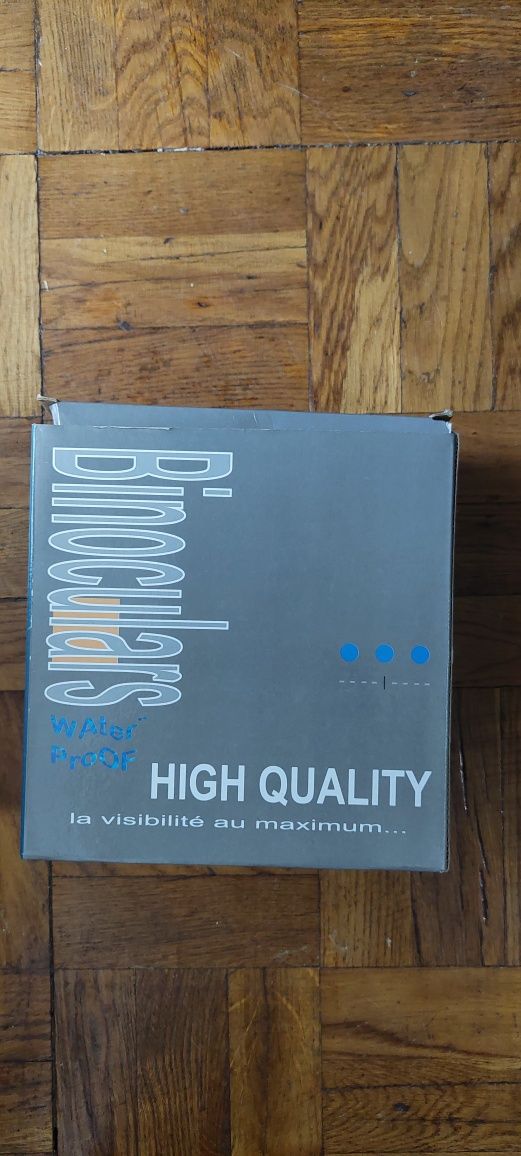 Binoculars
WAter
ProOF
HIGH QUALITY
la visibilité au maximum...